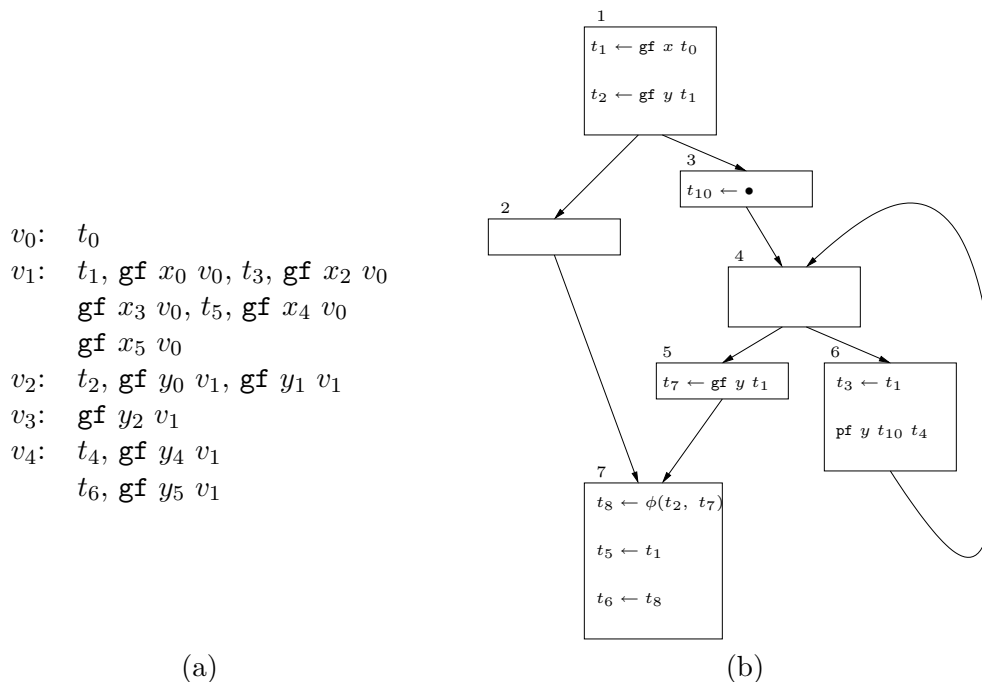 v₀: t₀
v₁: t₁, gf x₀ v₀, t₃, gf x₂ v₀
gf x₃ v₀, t₅, gf x₄ v₀
gf x₅ v₀
v₂: t₂, gf y₀ v₁, gf y₁ v₁
v₃: gf y₂ v₁
v₄: t₄, gf y₄ v₁
t₆, gf y₅ v₁
(a)
1
t₁ ← gf x t₀
t₂ ← gf y t₁
3
t₁₀ ← •
2
4
5
t₇ ← gf y t₁
6
t₃ ← t₁
pf y t₁₀ t₄
7
t₈ ← ϕ(t₂, t₇)
t₅ ← t₁
t₆ ← t₈
(b)